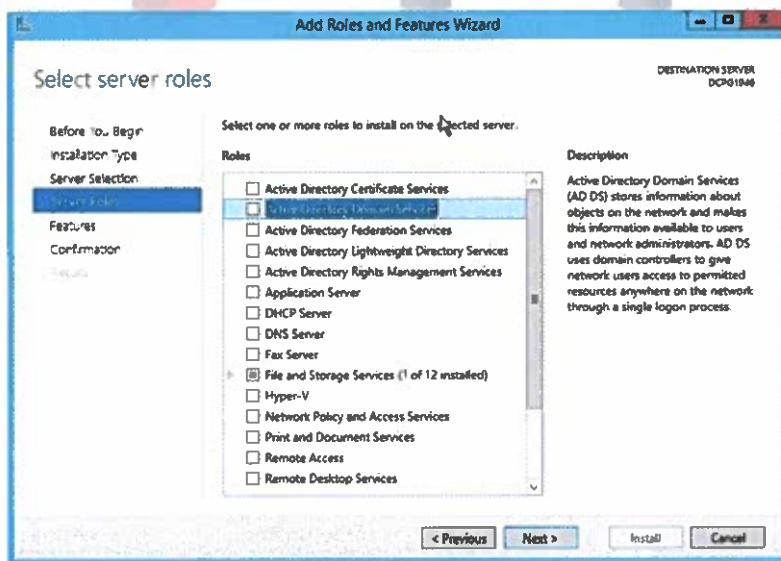 Add Roles and Features Wizard
Select server roles
DESTINATION SERVER
DCPG1946
Before You Begin
Installation Type
Server Selection
Server Roles
Features
Confirmation
Results
Select one or more roles to install on the selected server.
Roles
Active Directory Certificate Services
Active Directory Domain Services
Active Directory Federation Services
Active Directory Lightweight Directory Services
Active Directory Rights Management Services
Application Server
DHCP Server
DNS Server
Fax Server
File and Storage Services (1 of 12 installed)
Hyper-V
Network Policy and Access Services
Print and Document Services
Remote Access
Remote Desktop Services
Description
Active Directory Domain Services
(AD DS) stores information about
objects on the network and makes
this information available to users
and network administrators. AD DS
uses domain controllers to give
network users access to permitted
resources anywhere on the network
through a single logon process.
< Previous
Next >
Install
Cancel